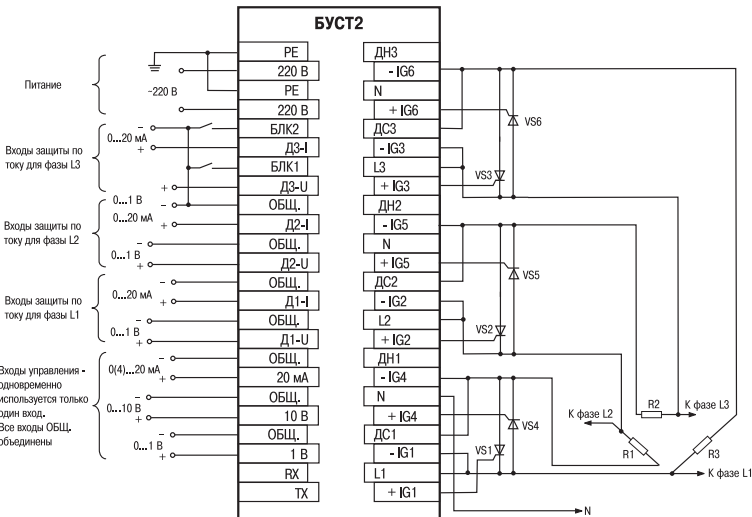 БУСТ2
Питание
~220 В
Входы защиты по
току для фазы L3
0...20 мА
−
+
+
Входы защиты по
току для фазы L2
0...1 В
−
0...20 мА
+
−
0...1 В
+
Входы защиты по
току для фазы L1
−
0...20 мА
+
−
0...1 В
+
Входы управления -
одновременно
используется только
один вход.
Все входы ОБЩ.
объединены
−
0(4)...20 мА
+
−
0...10 В
+
−
0...1 В
+
PE
220 В
PE
220 В
БЛК2
Д3-I
БЛК1
Д3-U
ОБЩ.
Д2-I
ОБЩ.
Д2-U
ОБЩ.
Д1-I
ОБЩ.
Д1-U
ОБЩ.
20 мА
ОБЩ.
10 В
ОБЩ.
1 В
RX
TX
ДН3
- IG6
N
+ IG6
ДС3
- IG3
L3
+ IG3
ДН2
- IG5
N
+ IG5
ДС2
- IG2
L2
+ IG2
ДН1
- IG4
N
+ IG4
ДС1
- IG1
L1
+ IG1
VS6
VS3
VS5
VS2
VS4
VS1
К фазе L2
R1
R2
К фазе L3
R3
К фазе L1
N